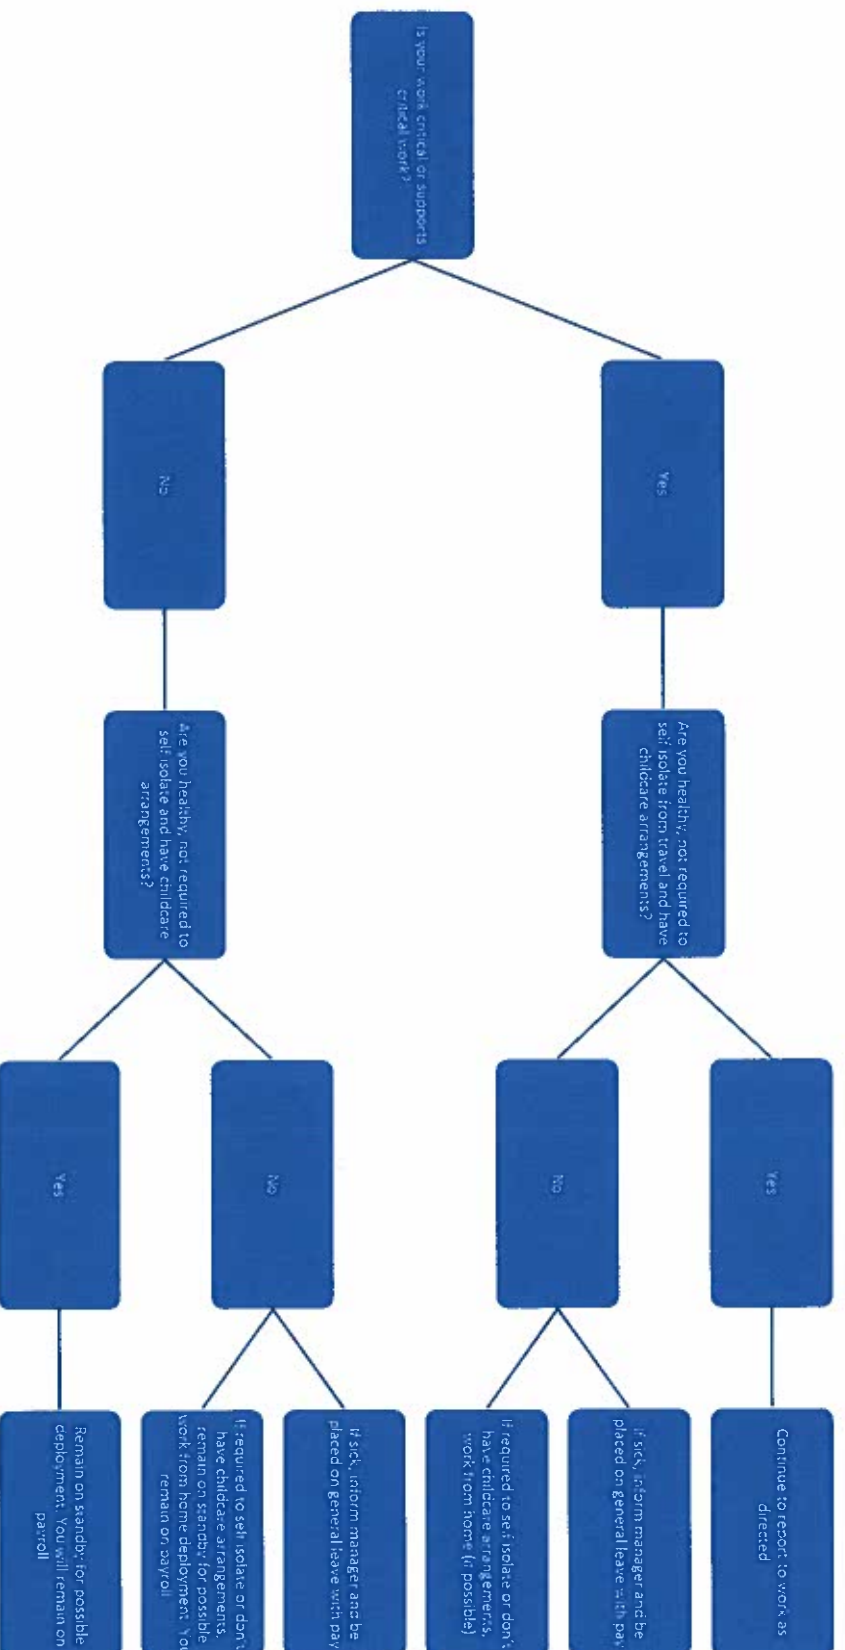 Is your work critical or supports
critical work?
Yes
Are you healthy, not required to
self isolate from travel and have
childcare arrangements?
Yes
Continue to report to work as
directed
No
If sick, inform manager and be
placed on general leave with pay
If required to self isolate or don't
have childcare arrangements,
work from home (if possible)
No
Are you healthy, not required to
self isolate and have childcare
arrangements?
No
If sick, inform manager and be
placed on general leave with pay
If required to self isolate or don't
have childcare arrangements,
remain on standby for possible
work from home deployment. You
remain on payroll
Yes
Remain on standby for possible
deployment. You will remain on
payroll